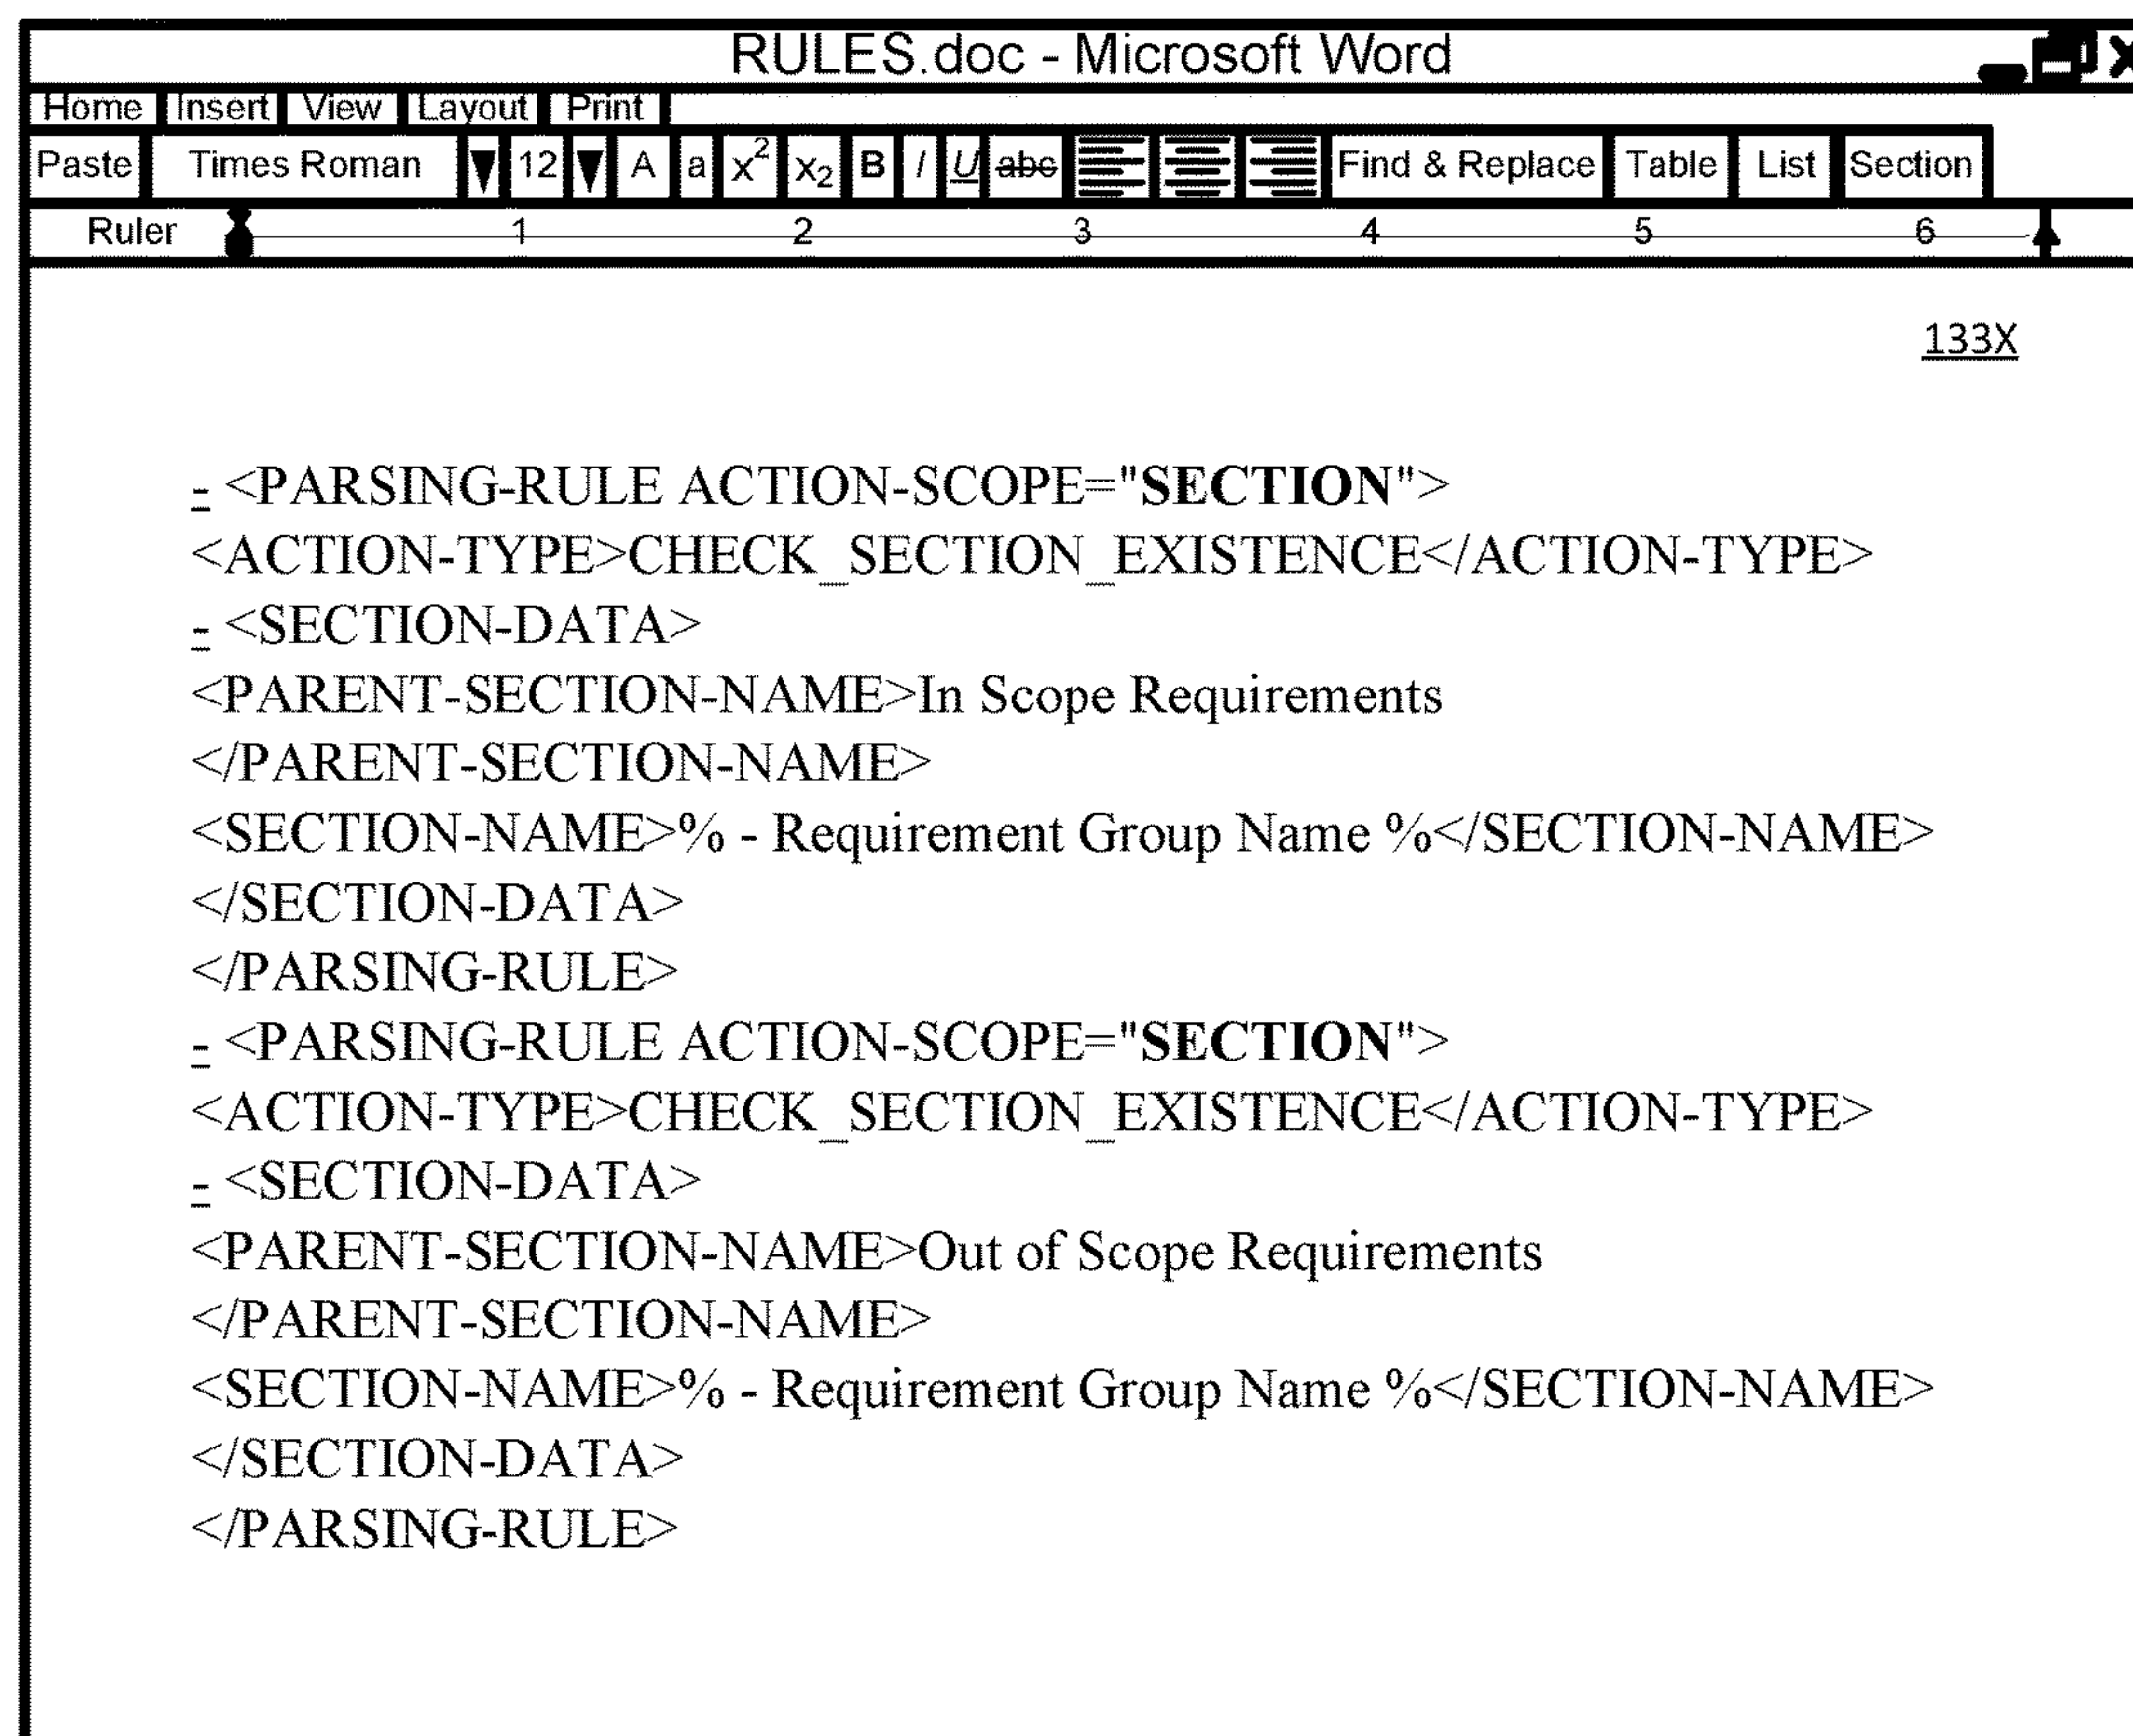 RULES.doc - Microsoft Word
Home Insert View Layout Print
Paste Times Roman 12 A a x2 x2 B I U abc Find & Replace Table List Section
Ruler 1 2 3 4 5 6
133X
- <PARSING-RULE ACTION-SCOPE="SECTION">
<ACTION-TYPE>CHECK_SECTION_EXISTENCE</ACTION-TYPE>
- <SECTION-DATA>
<PARENT-SECTION-NAME>In Scope Requirements
</PARENT-SECTION-NAME>
<SECTION-NAME>% - Requirement Group Name %</SECTION-NAME>
</SECTION-DATA>
</PARSING-RULE>
- <PARSING-RULE ACTION-SCOPE="SECTION">
<ACTION-TYPE>CHECK_SECTION_EXISTENCE</ACTION-TYPE>
- <SECTION-DATA>
<PARENT-SECTION-NAME>Out of Scope Requirements
</PARENT-SECTION-NAME>
<SECTION-NAME>% - Requirement Group Name %</SECTION-NAME>
</SECTION-DATA>
</PARSING-RULE>